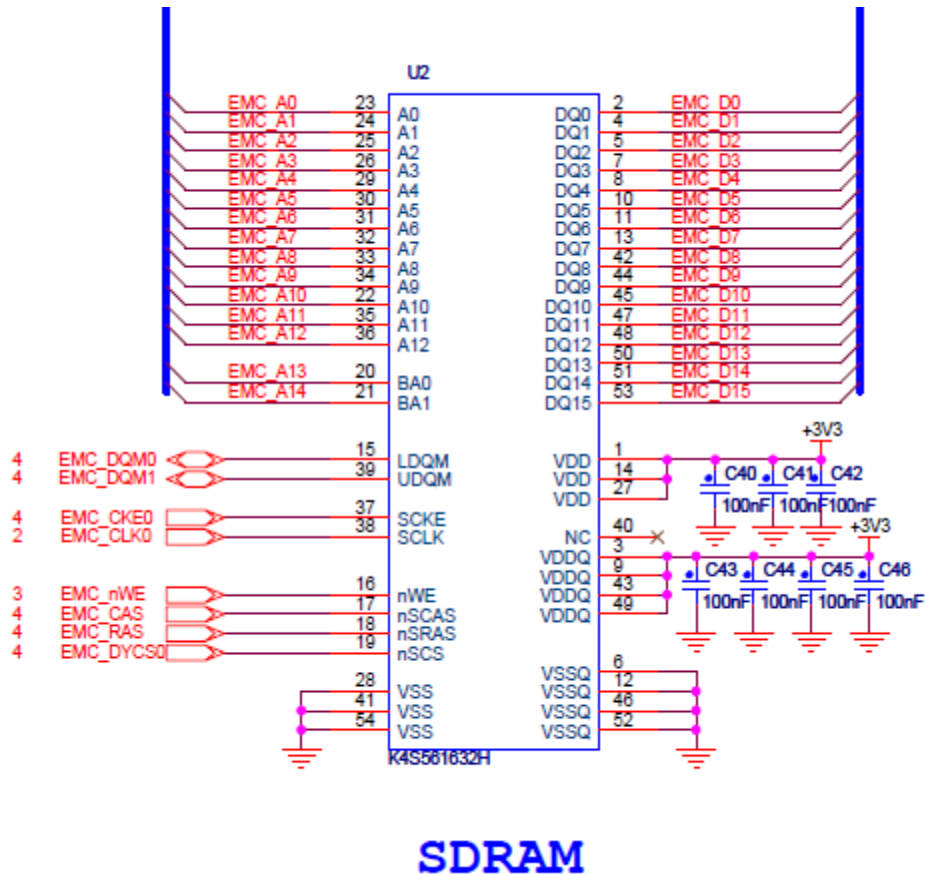 U2
EMC_A0 23 A0 DQ0 2 EMC_D0
EMC_A1 24 A1 DQ1 4 EMC_D1
EMC_A2 25 A2 DQ2 5 EMC_D2
EMC_A3 26 A3 DQ3 7 EMC_D3
EMC_A4 29 A4 DQ4 8 EMC_D4
EMC_A5 30 A5 DQ5 10 EMC_D5
EMC_A6 31 A6 DQ6 11 EMC_D6
EMC_A7 32 A7 DQ7 13 EMC_D7
EMC_A8 33 A8 DQ8 42 EMC_D8
EMC_A9 34 A9 DQ9 44 EMC_D9
EMC_A10 22 A10 DQ10 45 EMC_D10
EMC_A11 35 A11 DQ11 47 EMC_D11
EMC_A12 36 A12 DQ12 48 EMC_D12
DQ13 50 EMC_D13
EMC_A13 20 BA0 DQ14 51 EMC_D14
EMC_A14 21 BA1 DQ15 53 EMC_D15
+3V3
4 EMC_DQM0 15 LDQM VDD 1
4 EMC_DQM1 39 UDQM VDD 14 C40 C41 C42
VDD 27 100nF 100nF 100nF
4 EMC_CKE0 37 SCKE
2 EMC_CLK0 38 SCLK NC 40 +3V3
VDDQ 3
VDDQ 9 C43 C44 C45 C46
3 EMC_nWE 16 nWE VDDQ 43 100nF 100nF 100nF 100nF
4 EMC_CAS 17 nSCAS VDDQ 49
4 EMC_RAS 18 nSRAS
4 EMC_DYCS0 19 nSCS
VSSQ 6
28 VSS VSSQ 12
41 VSS VSSQ 46
54 VSS VSSQ 52
K4S561632H
SDRAM